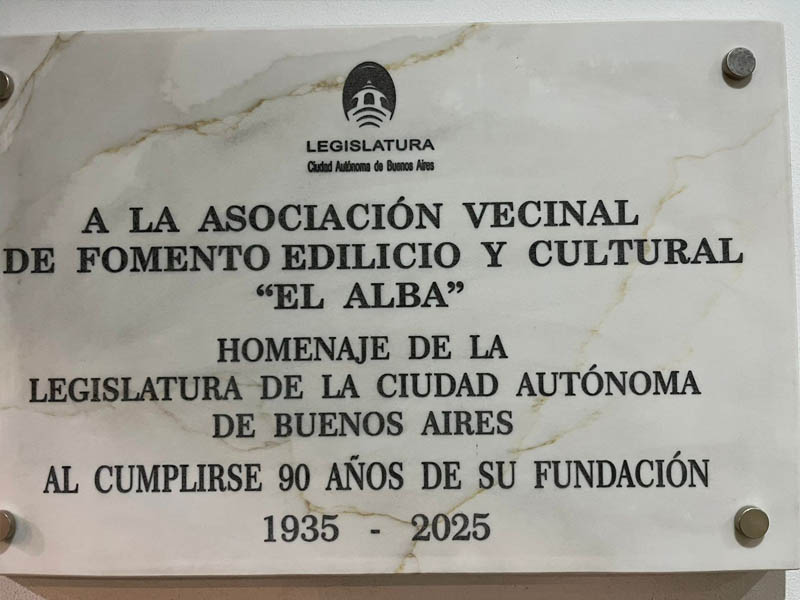 LEGISLATURA
Ciudad Autónoma de Buenos Aires
A LA ASOCIACIÓN VECINAL
DE FOMENTO EDILICIO Y CULTURAL
“EL ALBA”
HOMENAJE DE LA
LEGISLATURA DE LA CIUDAD AUTÓNOMA
DE BUENOS AIRES
AL CUMPLIRSE 90 AÑOS DE SU FUNDACIÓN
1935 - 2025